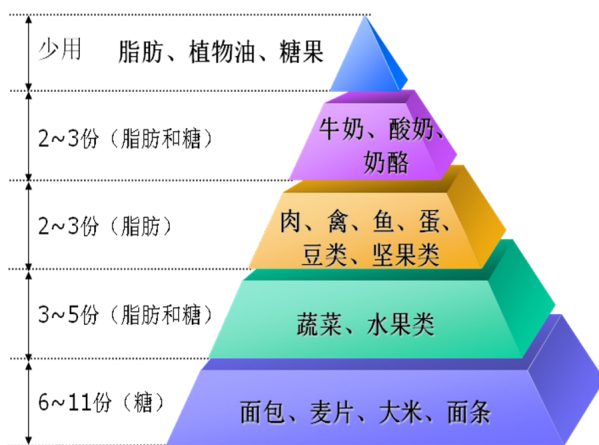 少用
脂肪、植物油、糖果
2~3份（脂肪和糖）
牛奶、酸奶、
奶酪
2~3份（脂肪）
肉、禽、鱼、蛋、
豆类、坚果类
3~5份（脂肪和糖）
蔬菜、水果类
6~11份（糖）
面包、麦片、大米、面条